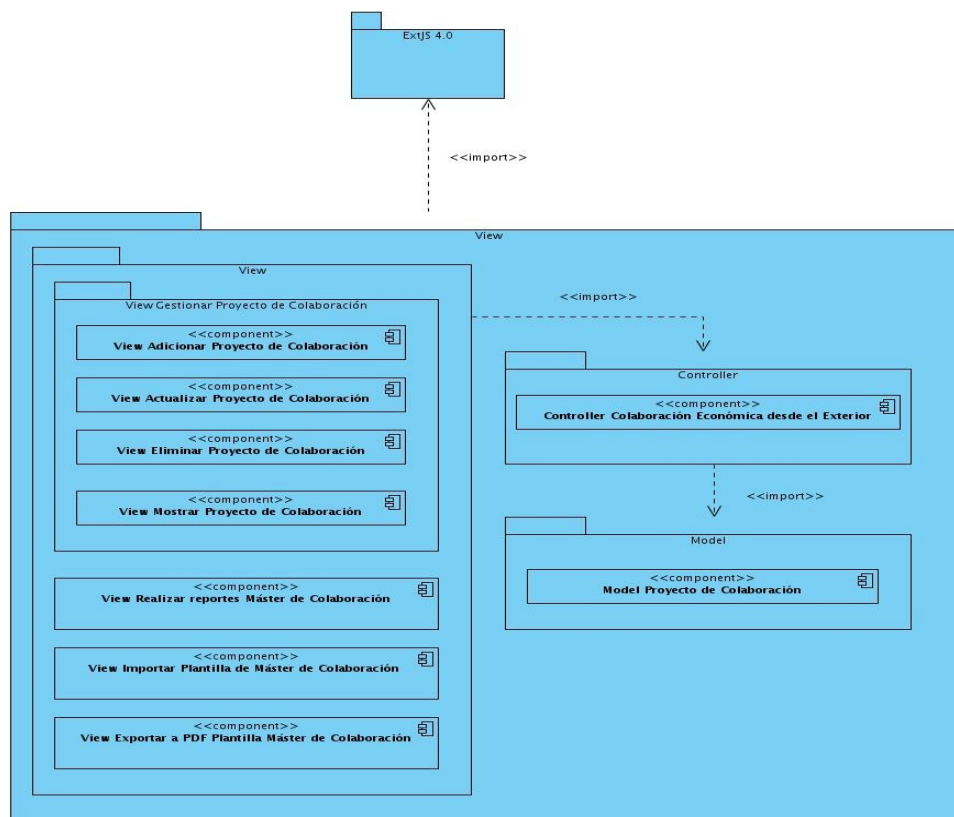 ExtJS 4.0
<<import>>
View
View
View Gestionar Proyecto de Colaboración
<<component>>
View Adicionar Proyecto de Colaboración
<<component>>
View Actualizar Proyecto de Colaboración
<<component>>
View Eliminar Proyecto de Colaboración
<<component>>
View Mostrar Proyecto de Colaboración
<<component>>
View Realizar reportes Máster de Colaboración
<<component>>
View Importar Plantilla de Máster de Colaboración
<<component>>
View Exportar a PDF Plantilla Máster de Colaboración
<<import>>
Controller
<<component>>
Controller Colaboración Económica desde el Exterior
<<import>>
Model
<<component>>
Model Proyecto de Colaboración